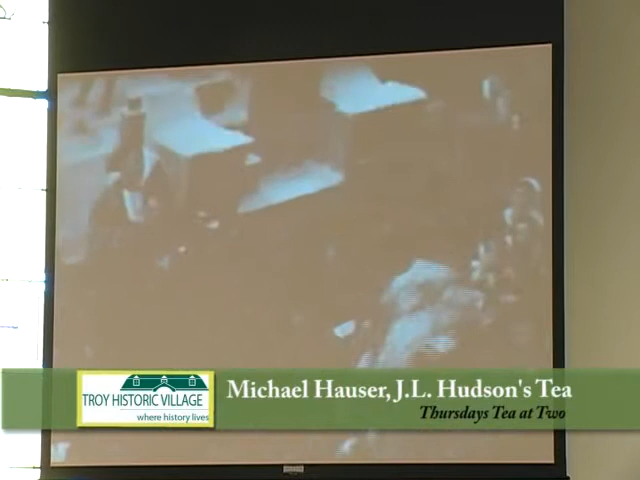 TROY HISTORIC VILLAGE
where history lives
Michael Hauser, J.L. Hudson's Tea
Thursdays Tea at Two